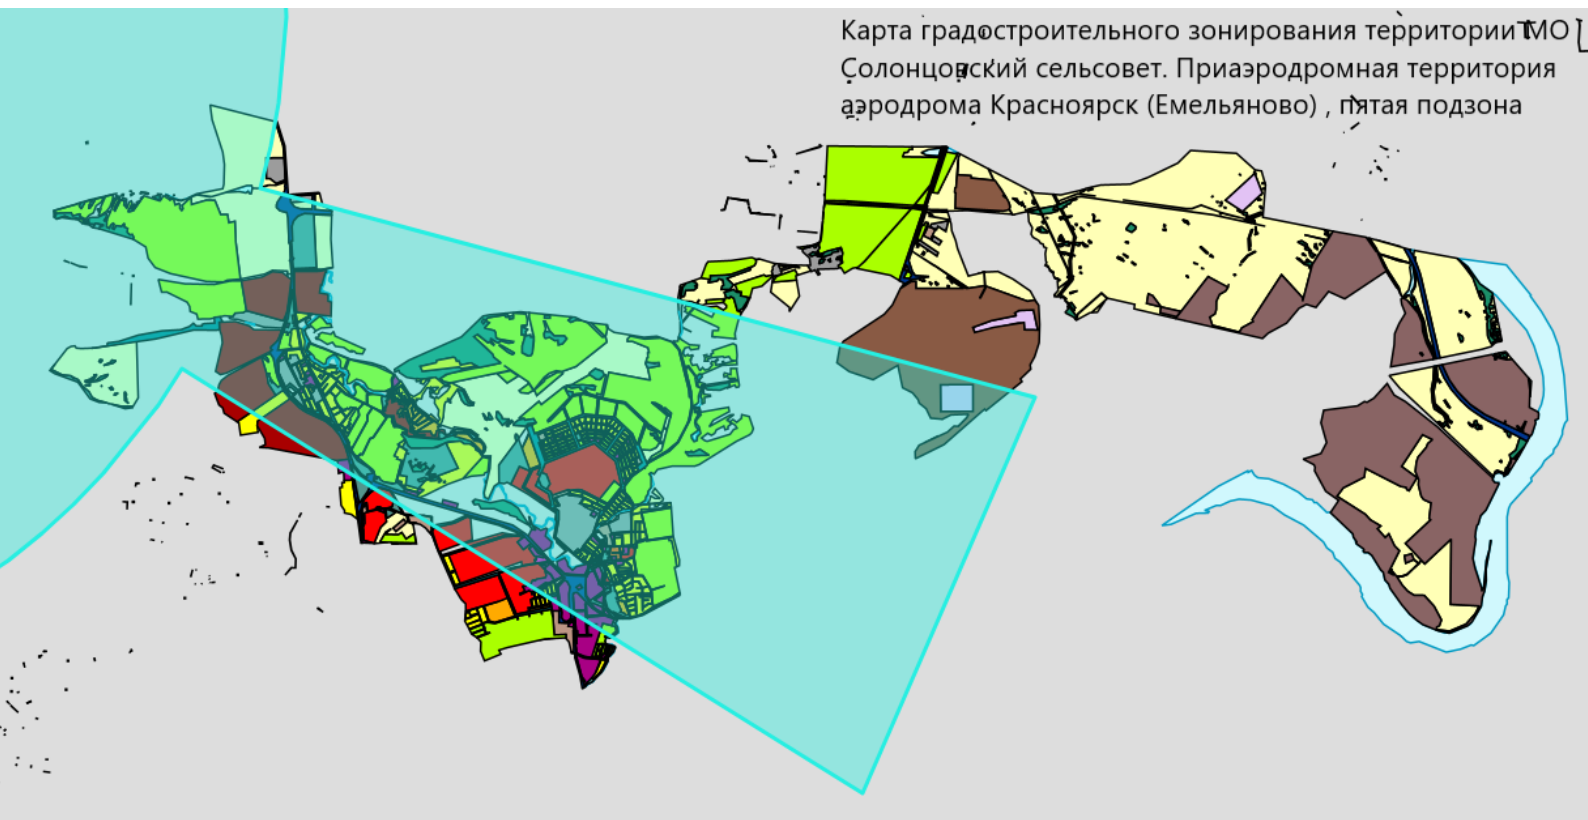 Карта градостроительного зонирования территории МО
Солонцовский сельсовет. Приаэродромная территория
аэродрома Красноярск (Емельяново) , пятая подзона